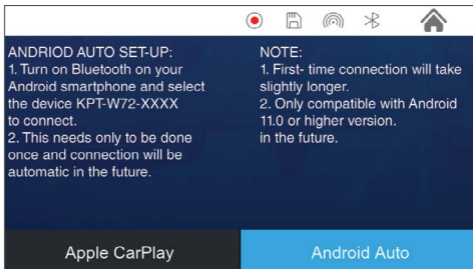 ANDRIOD AUTO SET-UP:
1. Turn on Bluetooth on your
Android smartphone and select
the device KPT-W72-XXXX
to connect.
2. This needs only to be done
once and connection will be
automatic in the future.
NOTE:
1. First- time connection will take
slightly longer.
2. Only compatible with Android
11.0 or higher version.
in the future.
Apple CarPlay
Android Auto